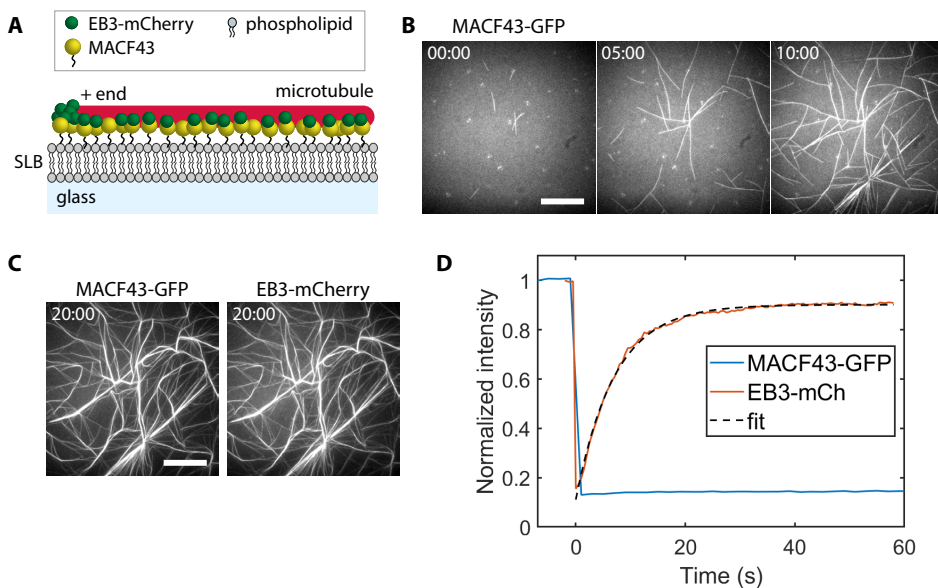 A
EB3-mCherry
phospholipid
MACF43
+ end
microtubule
SLB
glass
B
MACF43-GFP
00:00
05:00
10:00
C
MACF43-GFP
EB3-mCherry
20:00
20:00
D
Normalized intensity
1
0.8
0.6
0.4
0.2
0
MACF43-GFP
EB3-mCh
fit
0
20
40
60
Time (s)